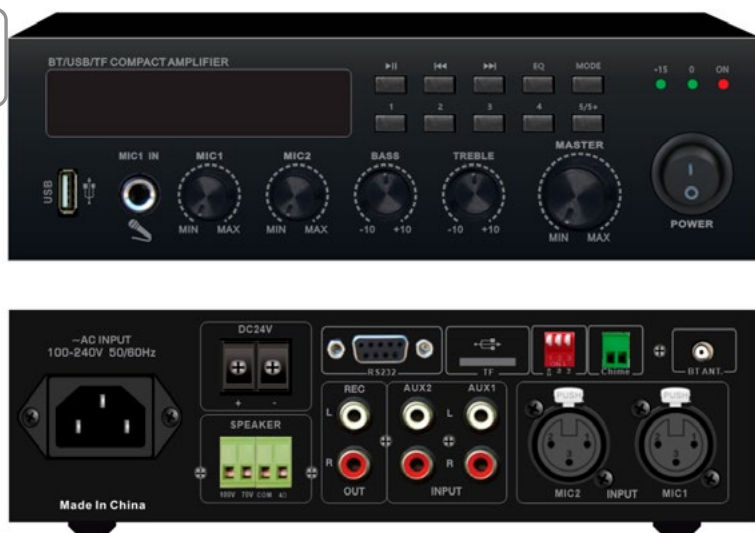 BT/USB/TF COMPACT AMPLIFIER
EQ MODE
-15 0 ON
1 2 3 4 5/5+
MASTER
MIC1 IN MIC1 MIC2 BASS TREBLE
USB
MIN MAX MIN MAX -10 +10 -10 +10 MIN MAX
POWER
~AC INPUT
100-240V 50/60Hz
DC24V
+ -
RS232
TF
1 2 3
Chime
BT ANT.
SPEAKER
100V 70V COM 4Ω
REC AUX2 AUX1
L L
R R
OUT INPUT
PUSH PUSH
MIC2 INPUT MIC1
Made In China